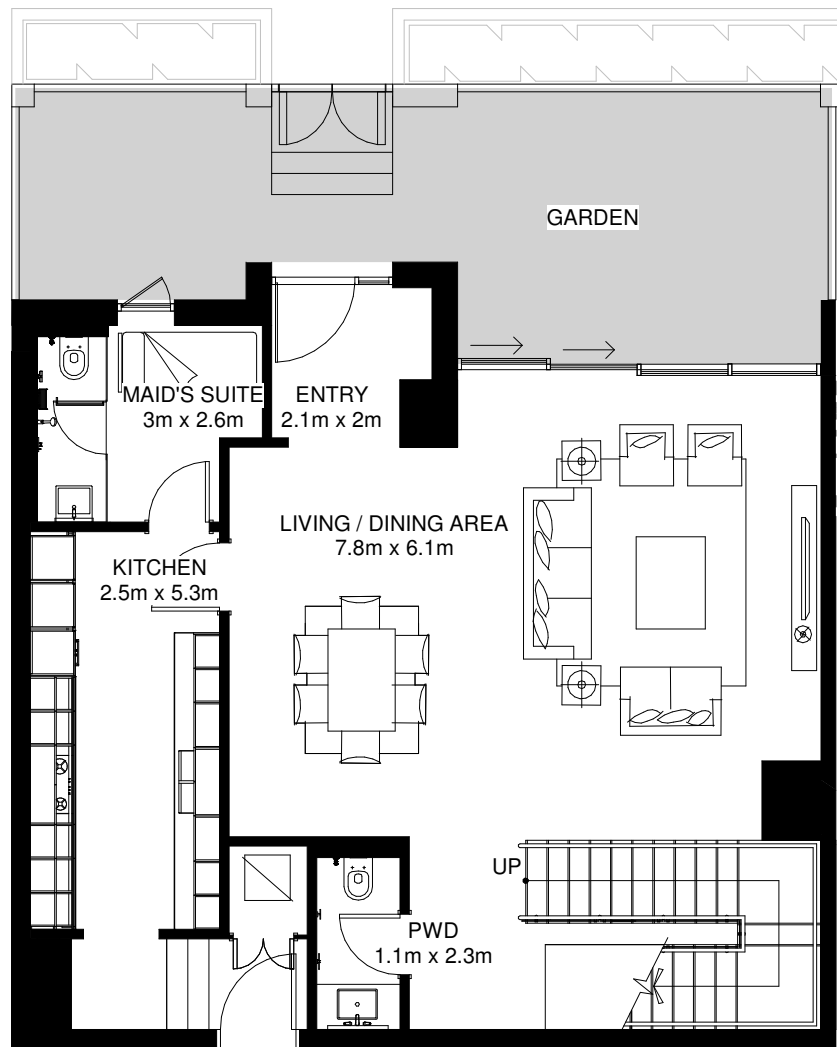 GARDEN
MAID'S SUITE
3m x 2.6m
ENTRY
2.1m x 2m
LIVING / DINING AREA
7.8m x 6.1m
KITCHEN
2.5m x 5.3m
UP
PWD
1.1m x 2.3m